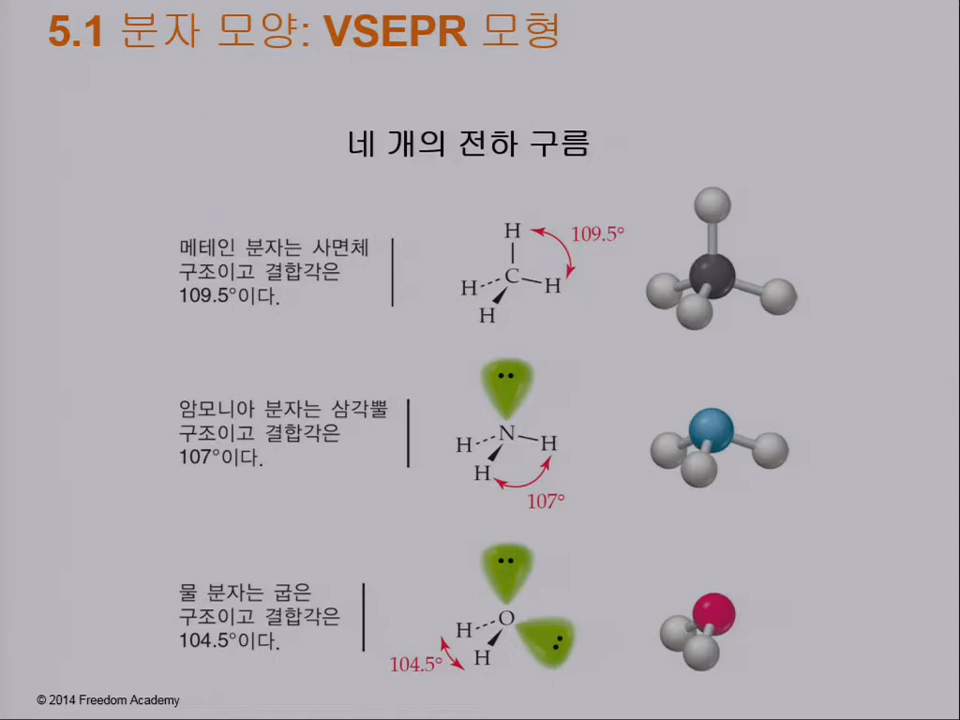 5.1 분자 모양: VSEPR 모형
네 개의 전하 구름
메테인 분자는 사면체
구조이고 결합각은
109.5°이다.
H
109.5°
C
H
H
H
암모니아 분자는 삼각뿔
구조이고 결합각은
107°이다.
N
H
H
H
107°
물 분자는 굽은
구조이고 결합각은
104.5°이다.
O
H
H
104.5°
© 2014 Freedom Academy